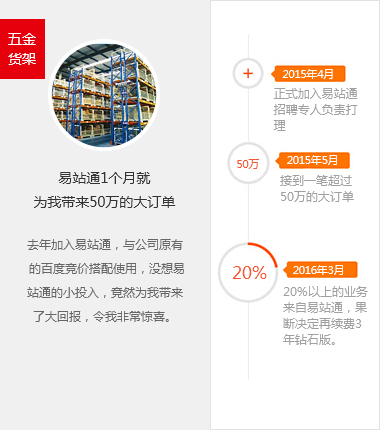 五金
货架
易站通1个月就
为我带来50万的大订单
去年加入易站通，与公司原有
的百度竞价搭配使用，没想易
站通的小投入，竟然为我带来
了大回报，令我非常惊喜。
+
2015年4月
正式加入易站通
招聘专人负责打
理
50万
2015年5月
接到一笔超过
50万的大订单
20%
2016年3月
20%以上的业务
来自易站通，果
断决定再续费3
年钻石版。